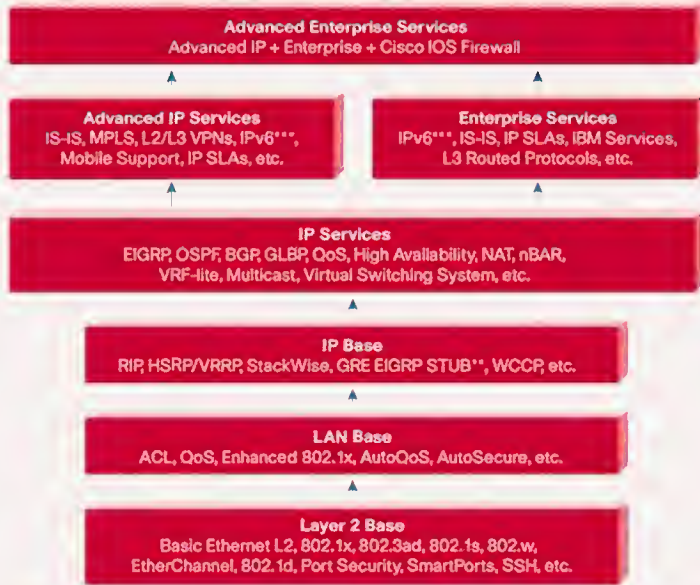 Advanced Enterprise Services
Advanced IP + Enterprise + Cisco IOS Firewall
Advanced IP Services
IS-IS, MPLS, L2/L3 VPNs, IPv6***,
Mobile Support, IP SLAs, etc.
Enterprise Services
IPv6***, IS-IS, IP SLAs, IBM Services,
L3 Routed Protocols, etc.
IP Services
EIGRP, OSPF, BGP, GLBP, QoS, High Availability, NAT, nBAR,
VRF-lite, Multicast, Virtual Switching System, etc.
IP Base
RIP, HSRP/VRRP, StackWise, GRE EIGRP STUB**, WCCP, etc.
LAN Base
ACL, QoS, Enhanced 802.1x, AutoQoS, AutoSecure, etc.
Layer 2 Base
Basic Ethernet L2, 802.1x, 802.3ad, 802.1s, 802.w,
EtherChannel, 802.1d, Port Security, SmartPorts, SSH, etc.